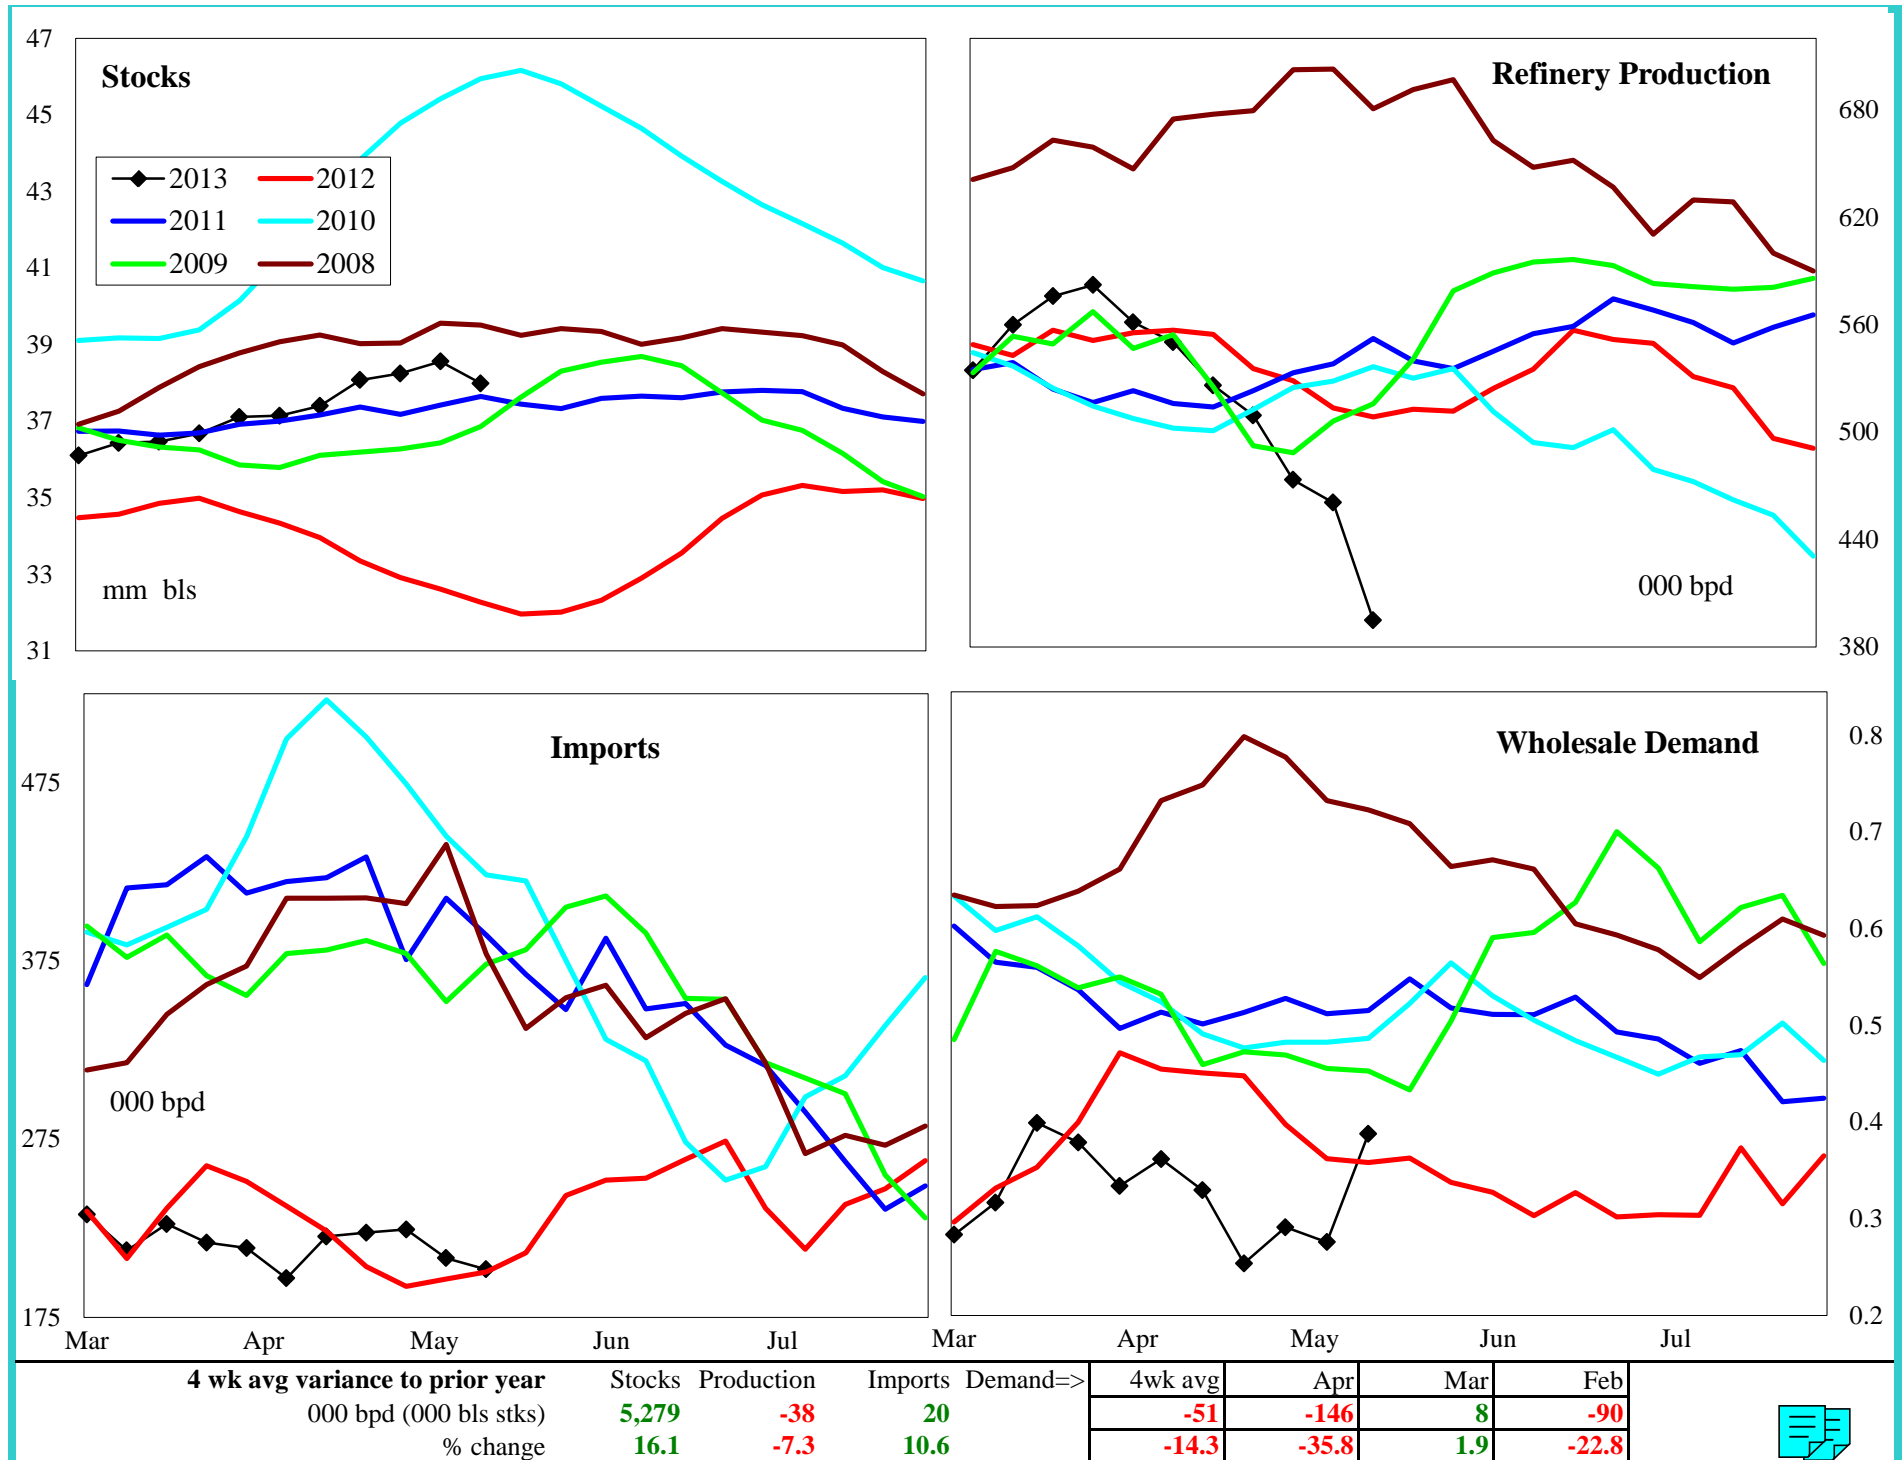 Stocks
47
45
43
41
39
37
35
33
31
2013 2012
2011 2010
2009 2008
mm bls
Refinery Production
680
620
560
500
440
380
000 bpd
Imports
475
375
275
175
000 bpd
Mar Apr May Jun Jul
Wholesale Demand
0.8
0.7
0.6
0.5
0.4
0.3
0.2
Mar Apr May Jun Jul
4 wk avg variance to prior year Stocks Production Imports Demand=> 4wk avg Apr Mar Feb
000 bpd (000 bls stks) 5,279 -38 20 -51 -146 8 -90
% change 16.1 -7.3 10.6 -14.3 -35.8 1.9 -22.8